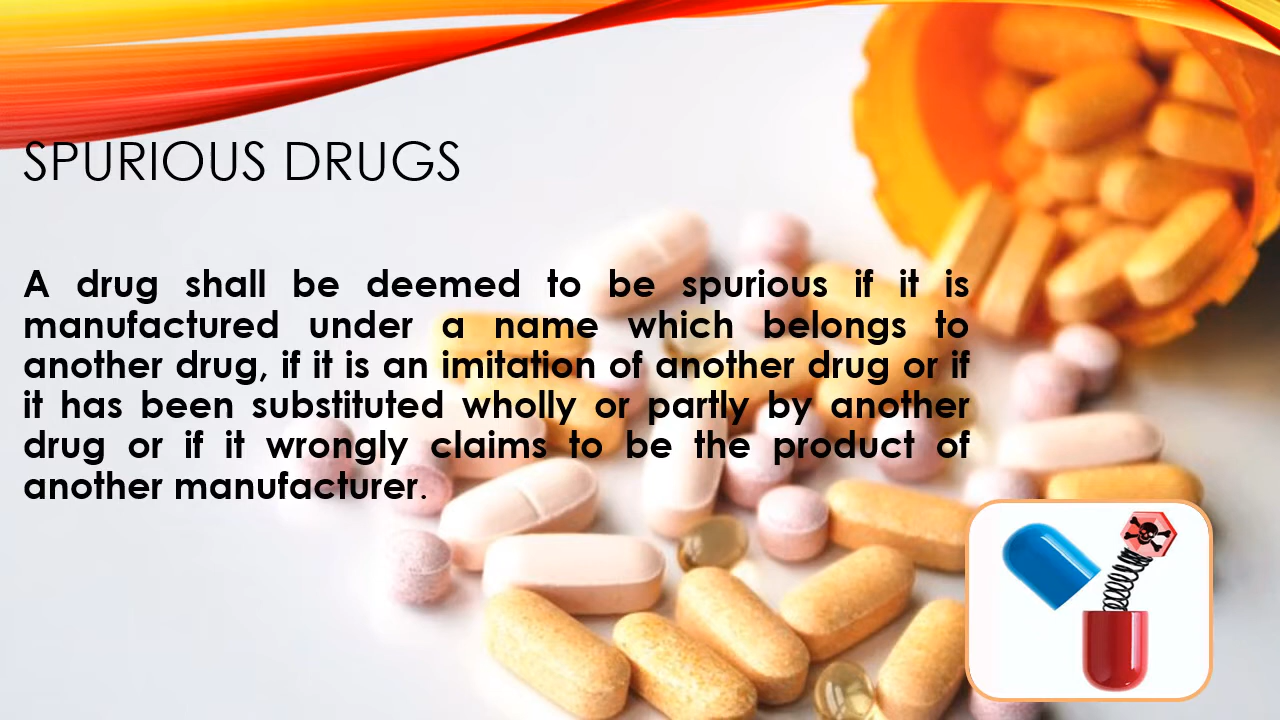 SPURIOUS DRUGS
A drug shall be deemed to be spurious if it is
manufactured under a name which belongs to
another drug, if it is an imitation of another drug or if
it has been substituted wholly or partly by another
drug or if it wrongly claims to be the product of
another manufacturer.